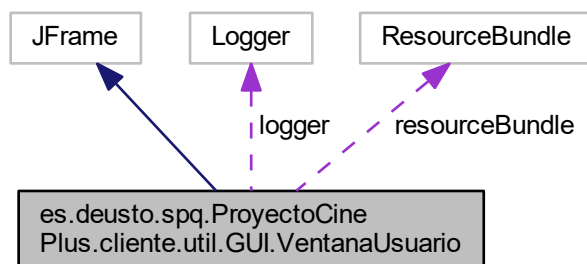 JFrame
Logger
ResourceBundle
logger
resourceBundle
es.deusto.spq.ProyectoCine
Plus.cliente.util.GUI.VentanaUsuario